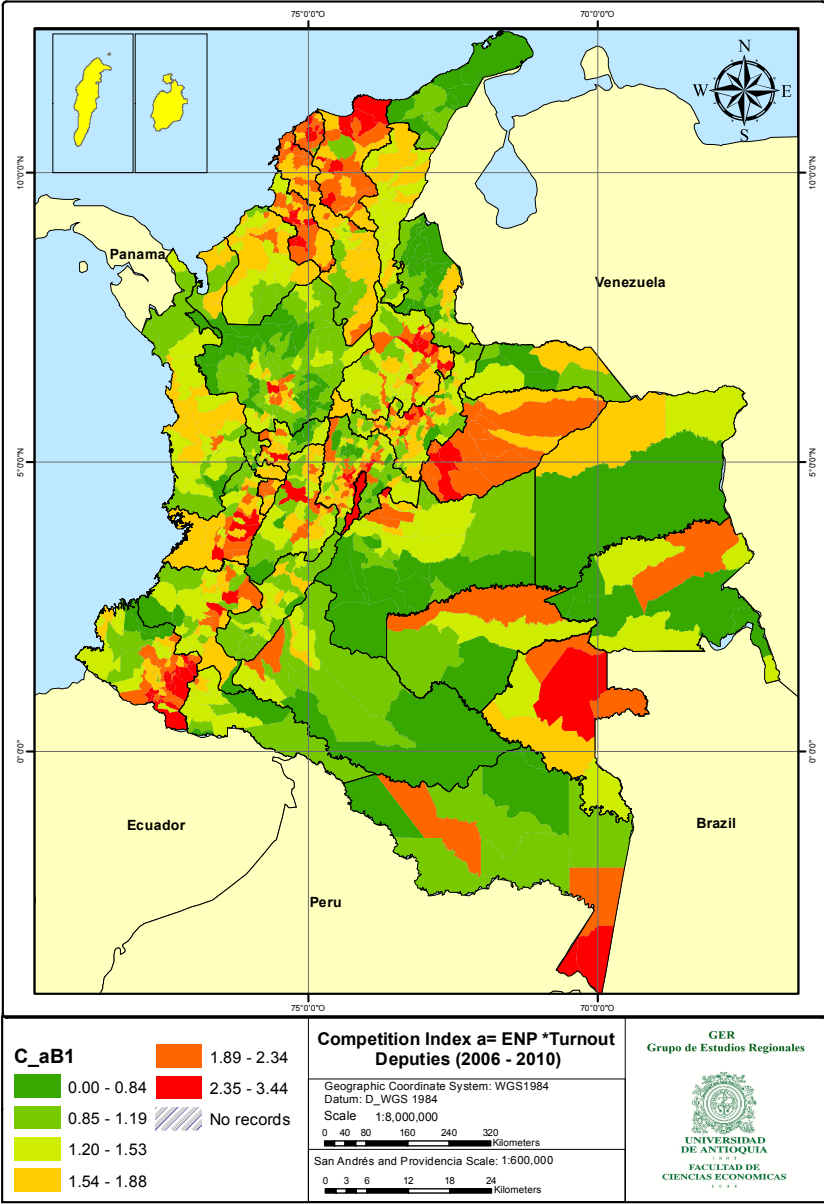 75°0'0"O
70°0'0"O
N
W
E
S
10°0'0"N
10°0'0"N
Panama
Venezuela
5°0'0"N
5°0'0"N
0°0'0"
0°0'0"
Ecuador
Brazil
Peru
75°0'0"O
70°0'0"O
C_aB1
0.00 - 0.84
0.85 - 1.19
1.20 - 1.53
1.54 - 1.88
1.89 - 2.34
2.35 - 3.44
No records
Competition Index a= ENP *Turnout
Deputies (2006 - 2010)
Geographic Coordinate System: WGS1984
Datum: D_WGS 1984
Scale 1:8,000,000
0 40 80 160 240 320
Kilometers
San Andrés and Providencia Scale: 1:600,000
0 3 6 12 18 24
Kilometers
GER
Grupo de Estudios Regionales
UNIVERSIDAD
DE ANTIOQUIA
1803
FACULTAD DE
CIENCIAS ECONOMICAS
1944